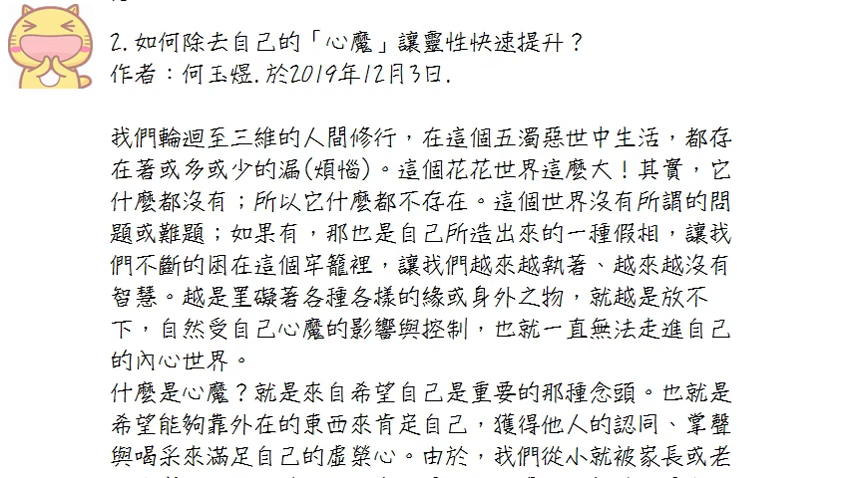 2. 如何除去自己的「心魔」讓靈性快速提升？
作者：何玉煜. 於2019年12月3日.
我們輪迴至三維的人間修行，在這個五濁惡世中生活，都存
在著或多或少的漏(煩惱)。這個花花世界這麼大！其實，它
什麼都沒有；所以它什麼都不存在。這個世界沒有所謂的問
題或難題；如果有，那也是自己所造出來的一種假相，讓我
們不斷的困在這個牢籠裡，讓我們越來越執著、越來越沒有
智慧。越是罣礙著各種各樣的緣或身外之物，就越是放不
下，自然受自己心魔的影響與控制，也就一直無法走進自己
的內心世界。
什麼是心魔？就是來自希望自己是重要的那種念頭。也就是
希望能夠靠外在的東西來肯定自己，獲得他人的認同、掌聲
與喝采來滿足自己的虛榮心。由於，我們從小就被家長或老